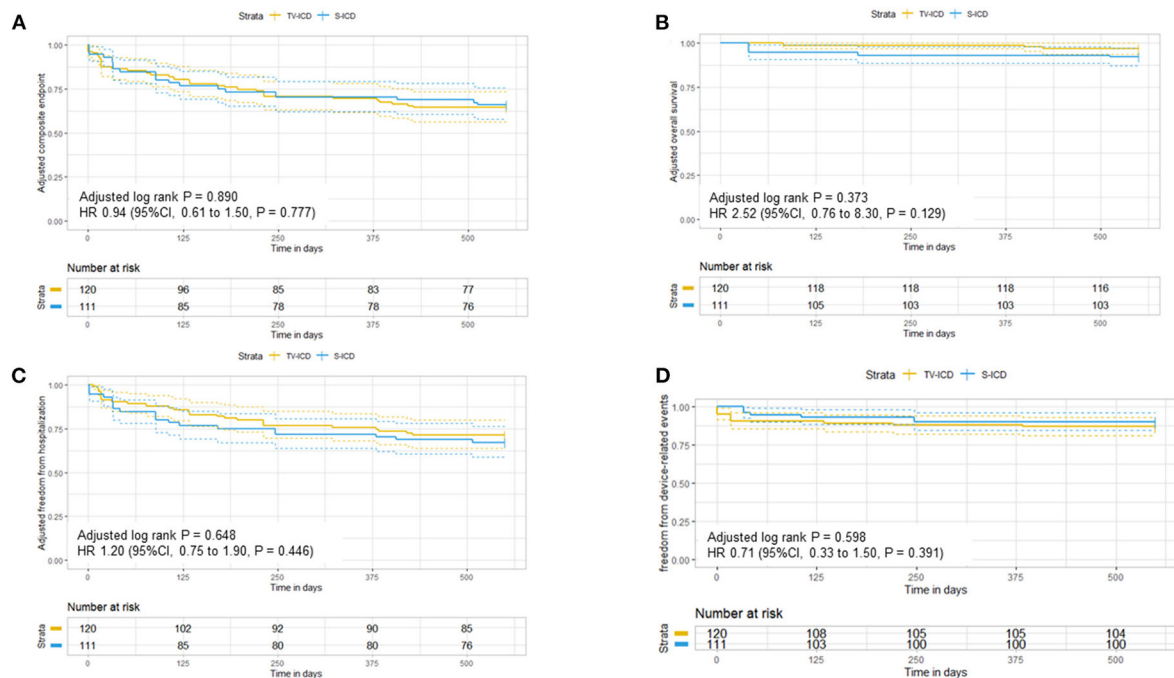 A
Strata TV-ICD S-ICD
1.00
0.75
0.50
0.25
0.00
Adjusted composite endpoint
Adjusted log rank P = 0.890
HR 0.94 (95%CI, 0.61 to 1.50, P = 0.777)
0 125 250 375 500
Time in days
Number at risk
Strata
120 96 85 83 77
111 85 78 78 76
0 125 250 375 500
Time in days
B
Strata TV-ICD S-ICD
1.00
0.75
0.50
0.25
0.00
Adjusted overall survival
Adjusted log rank P = 0.373
HR 2.52 (95%CI, 0.76 to 8.30, P = 0.129)
0 125 250 375 500
Time in days
Number at risk
Strata
120 118 118 118 116
111 105 103 103 103
0 125 250 375 500
Time in days
C
Strata TV-ICD S-ICD
1.00
0.75
0.50
0.25
0.00
Adjusted freedom from hospitalization
Adjusted log rank P = 0.648
HR 1.20 (95%CI, 0.75 to 1.90, P = 0.446)
0 125 250 375 500
Time in days
Number at risk
Strata
120 102 92 90 85
111 85 80 80 76
0 125 250 375 500
Time in days
D
Strata TV-ICD S-ICD
1.00
0.75
0.50
0.25
0.00
freedom from device-related events
Adjusted log rank P = 0.598
HR 0.71 (95%CI, 0.33 to 1.50, P = 0.391)
0 125 250 375 500
Time in days
Number at risk
Strata
120 108 105 105 104
111 103 100 100 100
0 125 250 375 500
Time in days